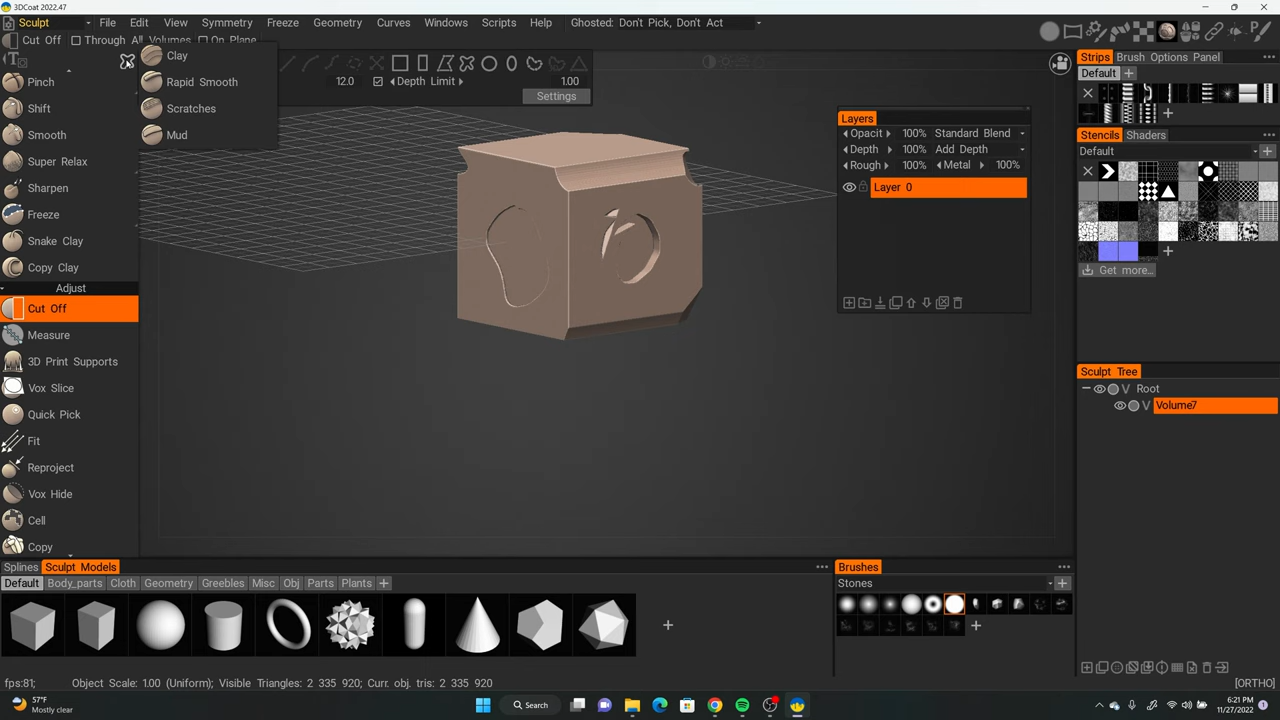 3DCoat 2022.47
Sculpt File Edit View Symmetry Freeze Geometry Curves Windows Scripts Help Ghosted: Don't Pick, Don't Act
Cut Off Through All Volumes On Plane
Clay
Rapid Smooth
Scratches
Mud
12.0 Depth Limit 1.00
Settings
Pinch
Shift
Smooth
Super Relax
Sharpen
Freeze
Snake Clay
Copy Clay
Adjust
Cut Off
Measure
3D Print Supports
Vox Slice
Quick Pick
Fit
Reproject
Vox Hide
Cell
Copy
Layers
Opacit 100% Standard Blend
Depth 100% Add Depth
Rough 100% Metal 100%
Layer 0
Strips Brush Options Panel
Default
Stencils Shaders
Default
Get more...
Sculpt Tree
V Root
V Volume7
Splines Sculpt Models
Default Body_parts Cloth Geometry Greebles Misc Obj Parts Plants
Brushes
Stones
fps:81; Object Scale: 1.00 (Uniform); Visible Triangles: 2 335 920; Curr. obj. tris: 2 335 920
[ORTHO]
57°F
Mostly clear
Search
6:21 PM
11/27/2022